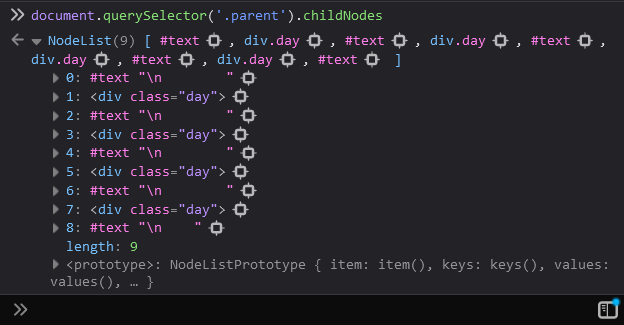 document.querySelector('.parent').childNodes
NodeList(9) [ #text , div.day , #text , div.day , #text ,
div.day , #text , div.day , #text ]
0: #text "\n        "
1: <div class="day">
2: #text "\n        "
3: <div class="day">
4: #text "\n        "
5: <div class="day">
6: #text "\n        "
7: <div class="day">
8: #text "\n    "
length: 9
<prototype>: NodeListPrototype { item: item(), keys: keys(), values:
values(), … }